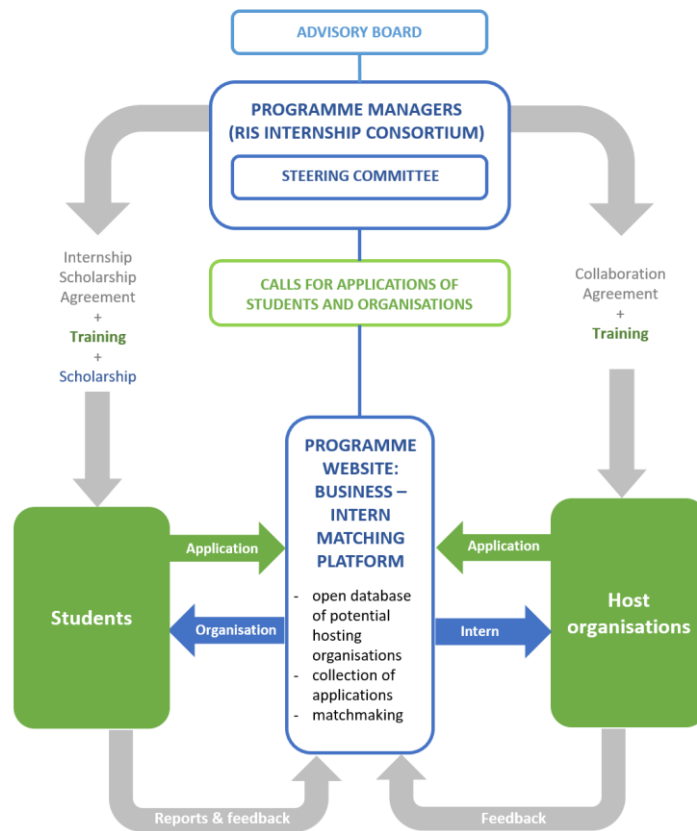 ADVISORY BOARD
PROGRAMME MANAGERS
(RIS INTERNSHIP CONSORTIUM)
STEERING COMMITTEE
Internship
Scholarship
Agreement
+
Training
+
Scholarship
CALLS FOR APPLICATIONS OF
STUDENTS AND ORGANISATIONS
Collaboration
Agreement
+
Training
PROGRAMME
WEBSITE:
BUSINESS –
INTERN
MATCHING
PLATFORM
- open database
of potential
hosting
organisations
- collection of
applications
- matchmaking
Students
Application
Organisation
Application
Intern
Host
organisations
Reports & feedback
Feedback